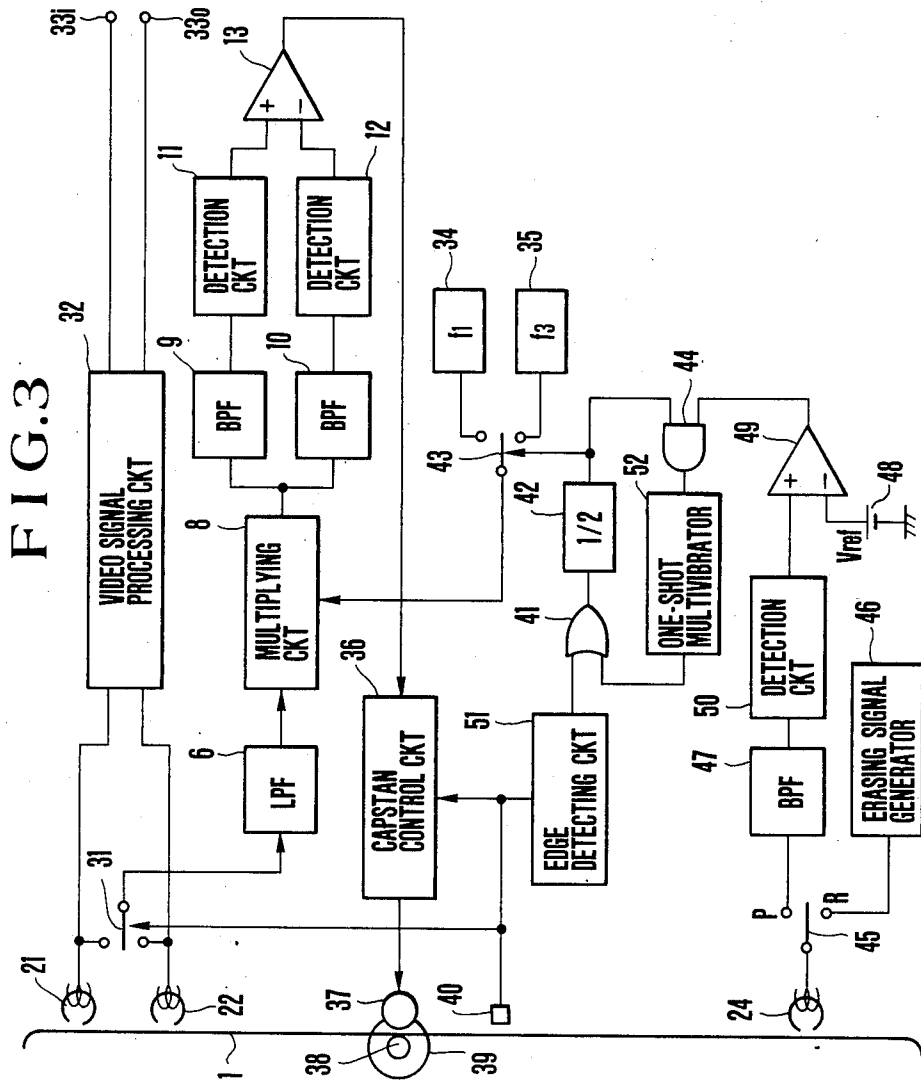 FIG.3
33i
33o
32
VIDEO SIGNAL
PROCESSING CKT
13
+
−
11
DETECTION
CKT
12
DETECTION
CKT
9
BPF
10
BPF
8
MULTIPLYING
CKT
6
LPF
31
21
22
1
34
f1
35
f3
43
36
CAPSTAN
CONTROL CKT
37
38
39
40
42
1/2
41
44
52
ONE-SHOT
MULTIVIBRATOR
51
EDGE
DETECTING CKT
49
+
−
48
Vref
50
DETECTION
CKT
47
BPF
46
ERASING SIGNAL
GENERATOR
P
R
45
24